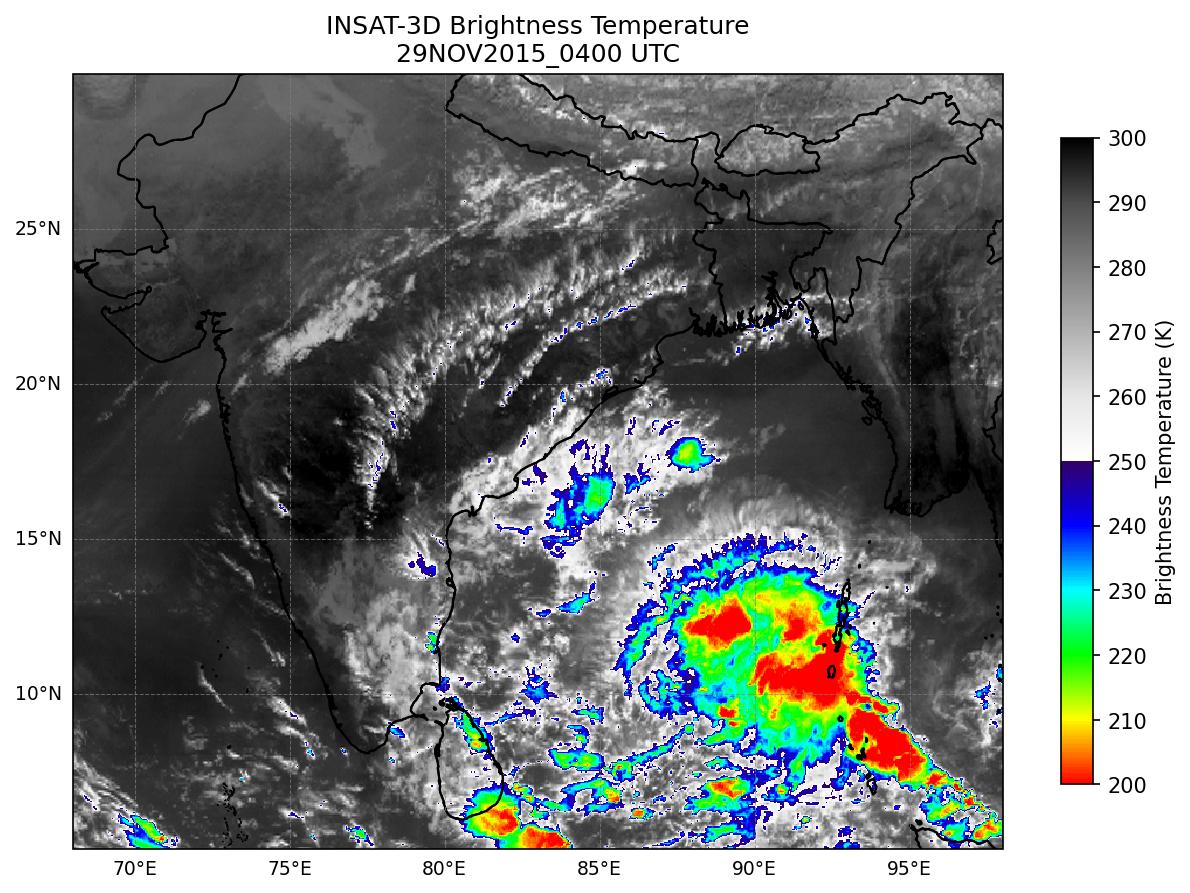 INSAT-3D Brightness Temperature
29NOV2015_0400 UTC
25°N
20°N
15°N
10°N
70°E
75°E
80°E
85°E
90°E
95°E
300
290
280
270
260
250
240
230
220
210
200
Brightness Temperature (K)